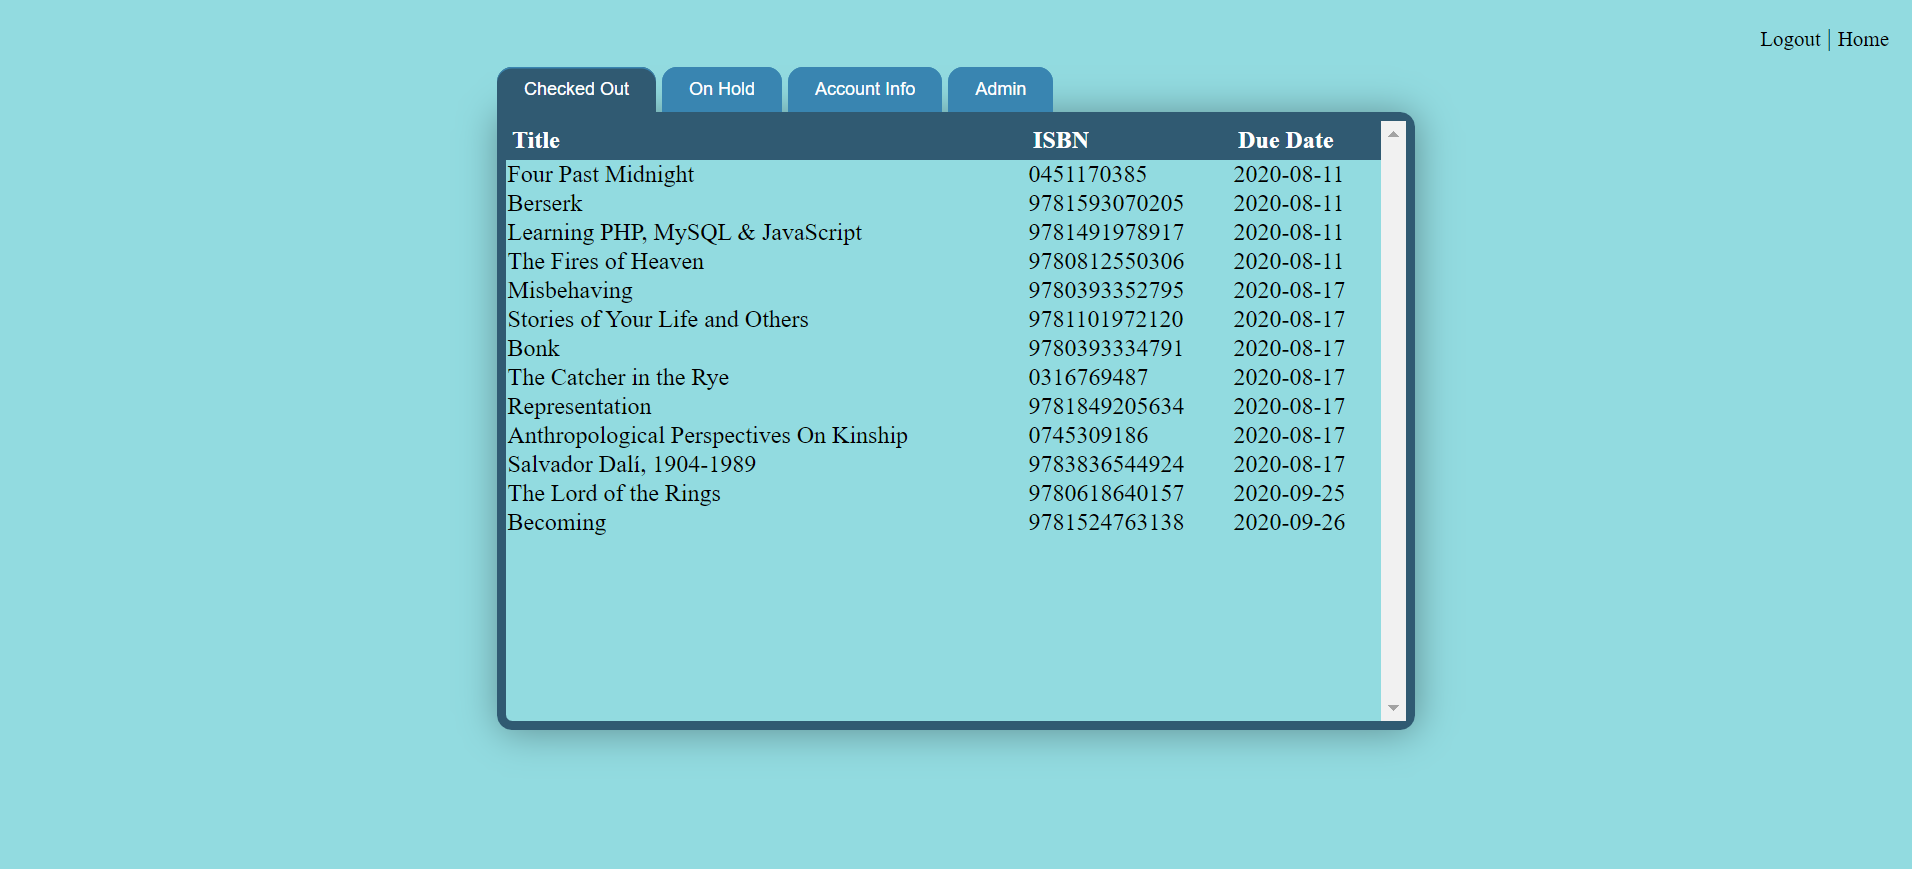 Logout | Home
Checked Out On Hold Account Info Admin
Title ISBN Due Date
Four Past Midnight 0451170385 2020-08-11
Berserk 9781593070205 2020-08-11
Learning PHP, MySQL & JavaScript 9781491978917 2020-08-11
The Fires of Heaven 9780812550306 2020-08-11
Misbehaving 9780393352795 2020-08-17
Stories of Your Life and Others 9781101972120 2020-08-17
Bonk 9780393334791 2020-08-17
The Catcher in the Rye 0316769487 2020-08-17
Representation 9781849205634 2020-08-17
Anthropological Perspectives On Kinship 0745309186 2020-08-17
Salvador Dalí, 1904-1989 9783836544924 2020-08-17
The Lord of the Rings 9780618640157 2020-09-25
Becoming 9781524763138 2020-09-26